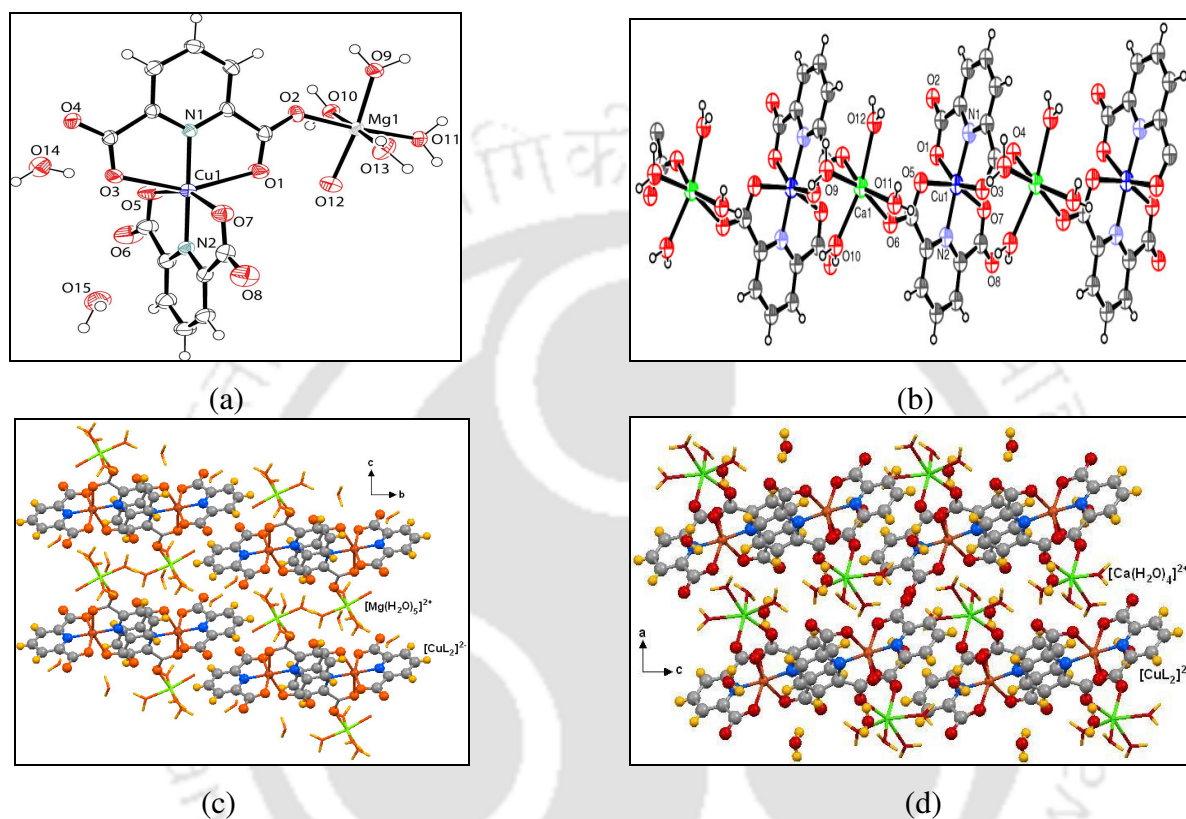 O9
O4
O2
O10
N1
Mg1
O11
O14
Cu1
O13
O3
O1
O12
O5
O7
O6
N2
O8
O15
(a)
O2
O12
N1
O4
O1
O5
O9
O11
Cu1
O3
Ca1
O7
O6
N2
O10
O8
(b)
c
b
[Mg(H2O)5]2+
[CuL2]2-
(c)
[Ca(H2O)4]2+
a
c
[CuL2]2
(d)